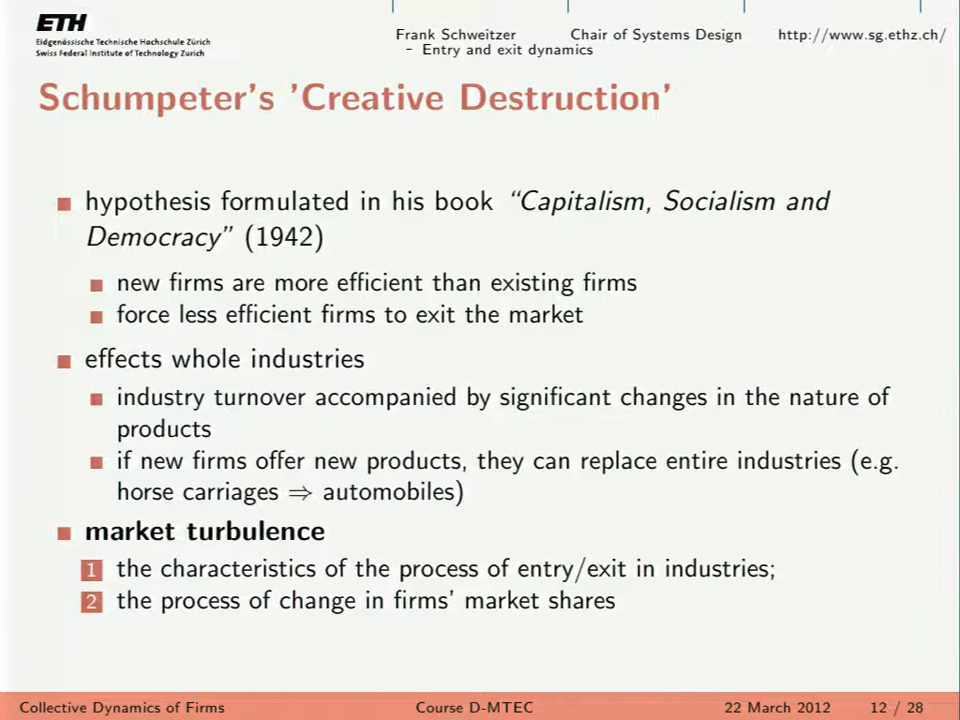 ETH
Eidgenössische Technische Hochschule Zürich
Swiss Federal Institute of Technology Zurich
Frank Schweitzer Chair of Systems Design http://www.sg.ethz.ch/
– Entry and exit dynamics
Schumpeter's 'Creative Destruction'
hypothesis formulated in his book “Capitalism, Socialism and
Democracy” (1942)
new firms are more efficient than existing firms
force less efficient firms to exit the market
effects whole industries
industry turnover accompanied by significant changes in the nature of
products
if new firms offer new products, they can replace entire industries (e.g.
horse carriages ⇒ automobiles)
market turbulence
1 the characteristics of the process of entry/exit in industries;
2 the process of change in firms' market shares
Collective Dynamics of Firms Course D-MTEC 22 March 2012 12 / 28